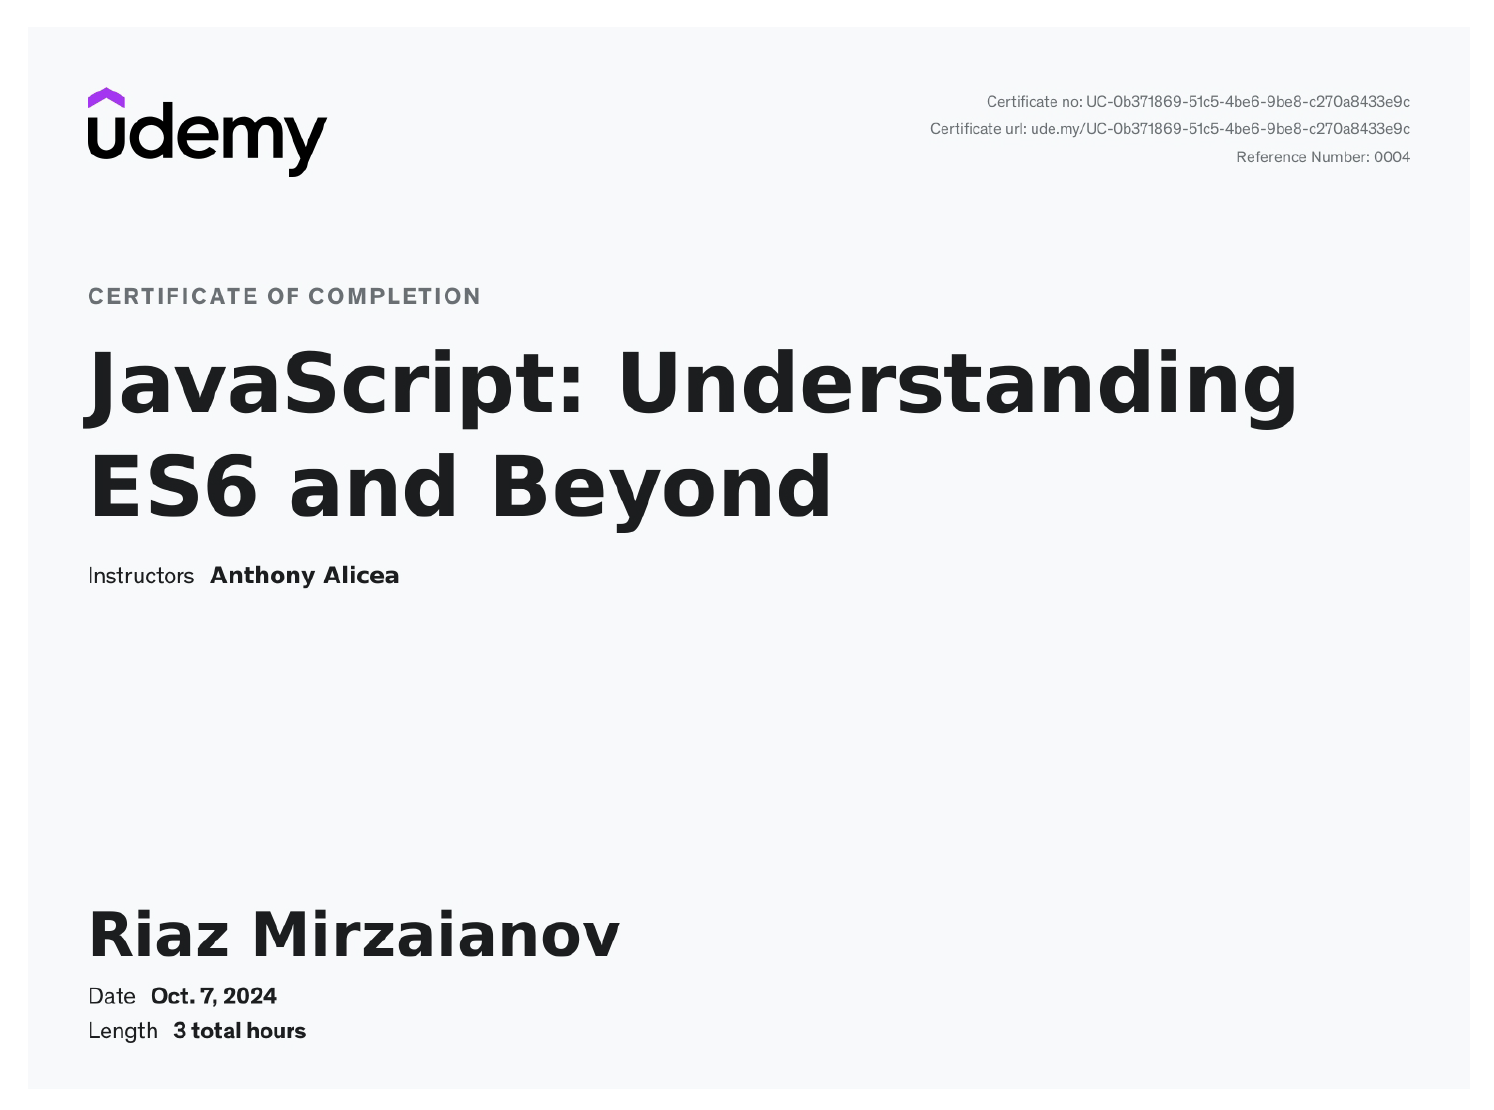 udemy
Certificate no: UC-0b371869-51c5-4be6-9be8-c270a8433e9c
Certificate url: ude.my/UC-0b371869-51c5-4be6-9be8-c270a8433e9c
Reference Number: 0004
CERTIFICATE OF COMPLETION
JavaScript: Understanding
ES6 and Beyond
Instructors Anthony Alicea
Riaz Mirzaianov
Date Oct. 7, 2024
Length 3 total hours